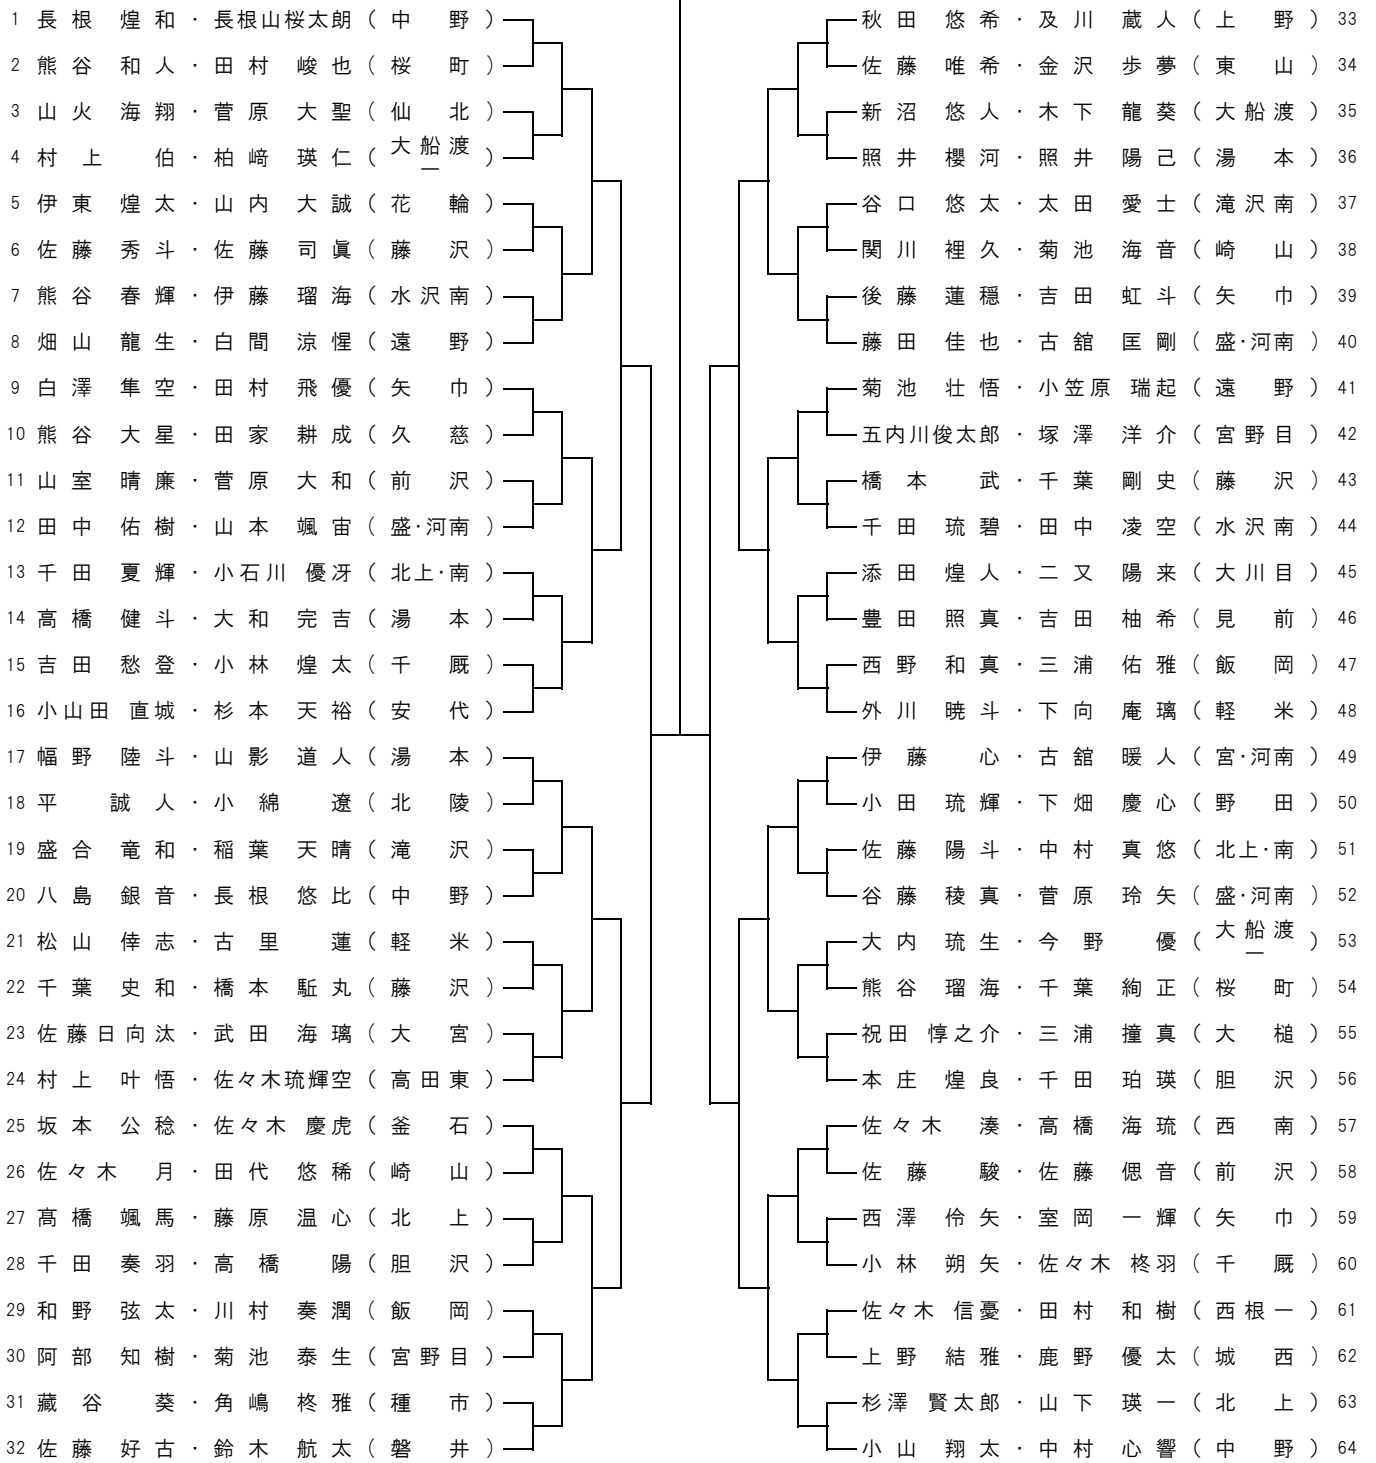 1 長根 煌和・長根山桜太朗（中野）
2 熊谷 和人・田村 峻也（桜町）
3 山火 海翔・菅原 大聖（仙北）
4 村上 伯・柏﨑 瑛仁（大船渡一）
5 伊東 煌太・山内 大誠（花輪）
6 佐藤 秀斗・佐藤 司眞（藤沢）
7 熊谷 春輝・伊藤 瑠海（水沢南）
8 畑山 龍生・白間 涼惺（遠野）
9 白澤 隼空・田村 飛優（矢巾）
10 熊谷 大星・田家 耕成（久慈）
11 山室 晴廉・菅原 大和（前沢）
12 田中 佑樹・山本 颯宙（盛・河南）
13 千田 夏輝・小石川 優冴（北上・南）
14 高橋 健斗・大和 完吉（湯本）
15 吉田 愁登・小林 煌太（千厩）
16 小山田 直城・杉本 天裕（安代）
17 幅野 陸斗・山影 道人（湯本）
18 平 誠人・小綿 遼（北陵）
19 盛合 竜和・稲葉 天晴（滝沢）
20 八島 銀音・長根 悠比（中野）
21 松山 倖志・古里 蓮（軽米）
22 千葉 史和・橋本 駈丸（藤沢）
23 佐藤日向汰・武田 海璃（大宮）
24 村上 叶悟・佐々木琉輝空（高田東）
25 坂本 公稔・佐々木 慶虎（釜石）
26 佐々木 月・田代 悠稀（崎山）
27 髙橋 颯馬・藤原 温心（北上）
28 千田 奏羽・高橋 陽（胆沢）
29 和野 弦太・川村 奏潤（飯岡）
30 阿部 知樹・菊池 泰生（宮野目）
31 藏谷 葵・角嶋 柊雅（種市）
32 佐藤 好古・鈴木 航太（磐井）
秋田 悠希・及川 蔵人（上野）33
佐藤 唯希・金沢 歩夢（東山）34
新沼 悠人・木下 龍葵（大船渡）35
照井 櫻河・照井 陽己（湯本）36
谷口 悠太・太田 愛士（滝沢南）37
関川 裡久・菊池 海音（崎山）38
後藤 蓮穏・吉田 虹斗（矢巾）39
藤田 佳也・古舘 匡剛（盛・河南）40
菊池 壮悟・小笠原 瑞起（遠野）41
五内川俊太郎・塚澤 洋介（宮野目）42
橋本 武・千葉 剛史（藤沢）43
千田 琉碧・田中 凌空（水沢南）44
添田 煌人・二又 陽来（大川目）45
豊田 照真・吉田 柚希（見前）46
西野 和真・三浦 佑雅（飯岡）47
外川 暁斗・下向 庵璃（軽米）48
伊藤 心・古舘 暖人（宮・河南）49
小田 琉輝・下畑 慶心（野田）50
佐藤 陽斗・中村 真悠（北上・南）51
谷藤 稜真・菅原 玲矢（盛・河南）52
大内 琉生・今野 優（大船渡一）53
熊谷 瑠海・千葉 絢正（桜町）54
祝田 惇之介・三浦 撞真（大槌）55
本庄 煌良・千田 珀瑛（胆沢）56
佐々木 湊・高橋 海琉（西南）57
佐藤 駿・佐藤 偲音（前沢）58
西澤 伶矢・室岡 一輝（矢巾）59
小林 朔矢・佐々木 柊羽（千厩）60
佐々木 信憂・田村 和樹（西根一）61
上野 結雅・鹿野 優太（城西）62
杉澤 賢太郎・山下 瑛一（北上）63
小山 翔太・中村 心響（中野）64